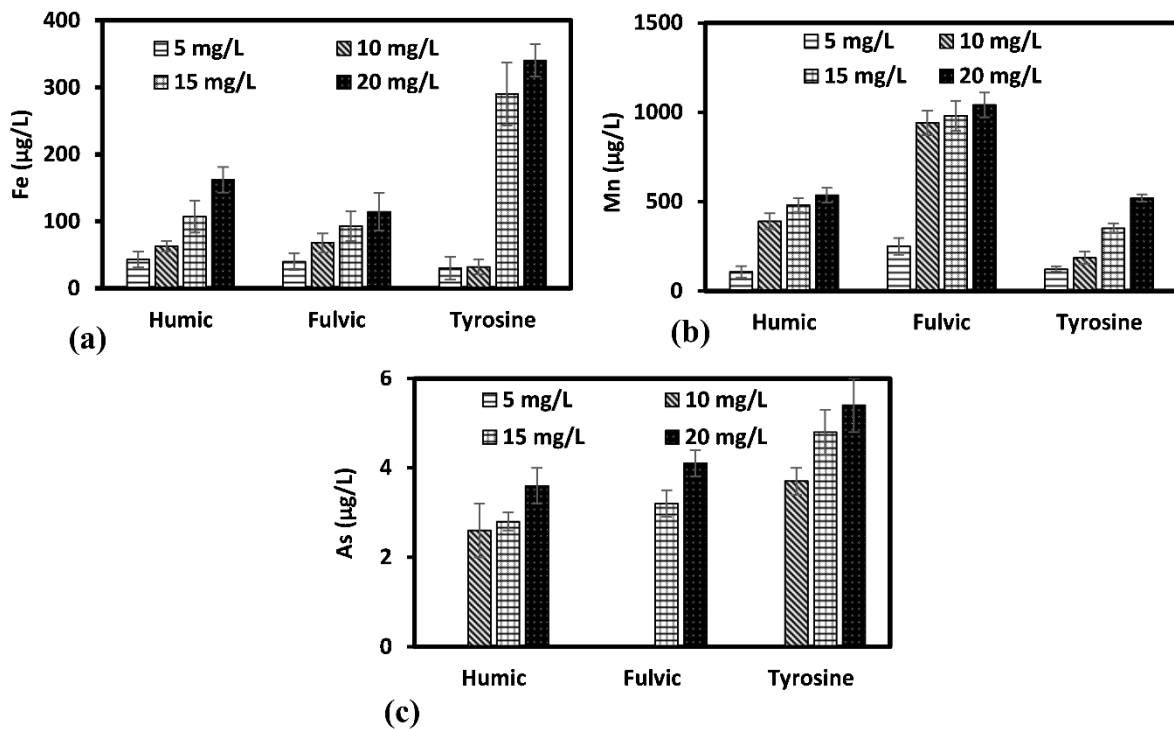 400
300
200
100
0
Fe (µg/L)
5 mg/L
10 mg/L
15 mg/L
20 mg/L
Humic
Fulvic
Tyrosine
(a)
1500
1000
500
0
Mn (µg/L)
5 mg/L
10 mg/L
15 mg/L
20 mg/L
Humic
Fulvic
Tyrosine
(b)
6
4
2
0
As (µg/L)
5 mg/L
10 mg/L
15 mg/L
20 mg/L
Humic
Fulvic
Tyrosine
(c)